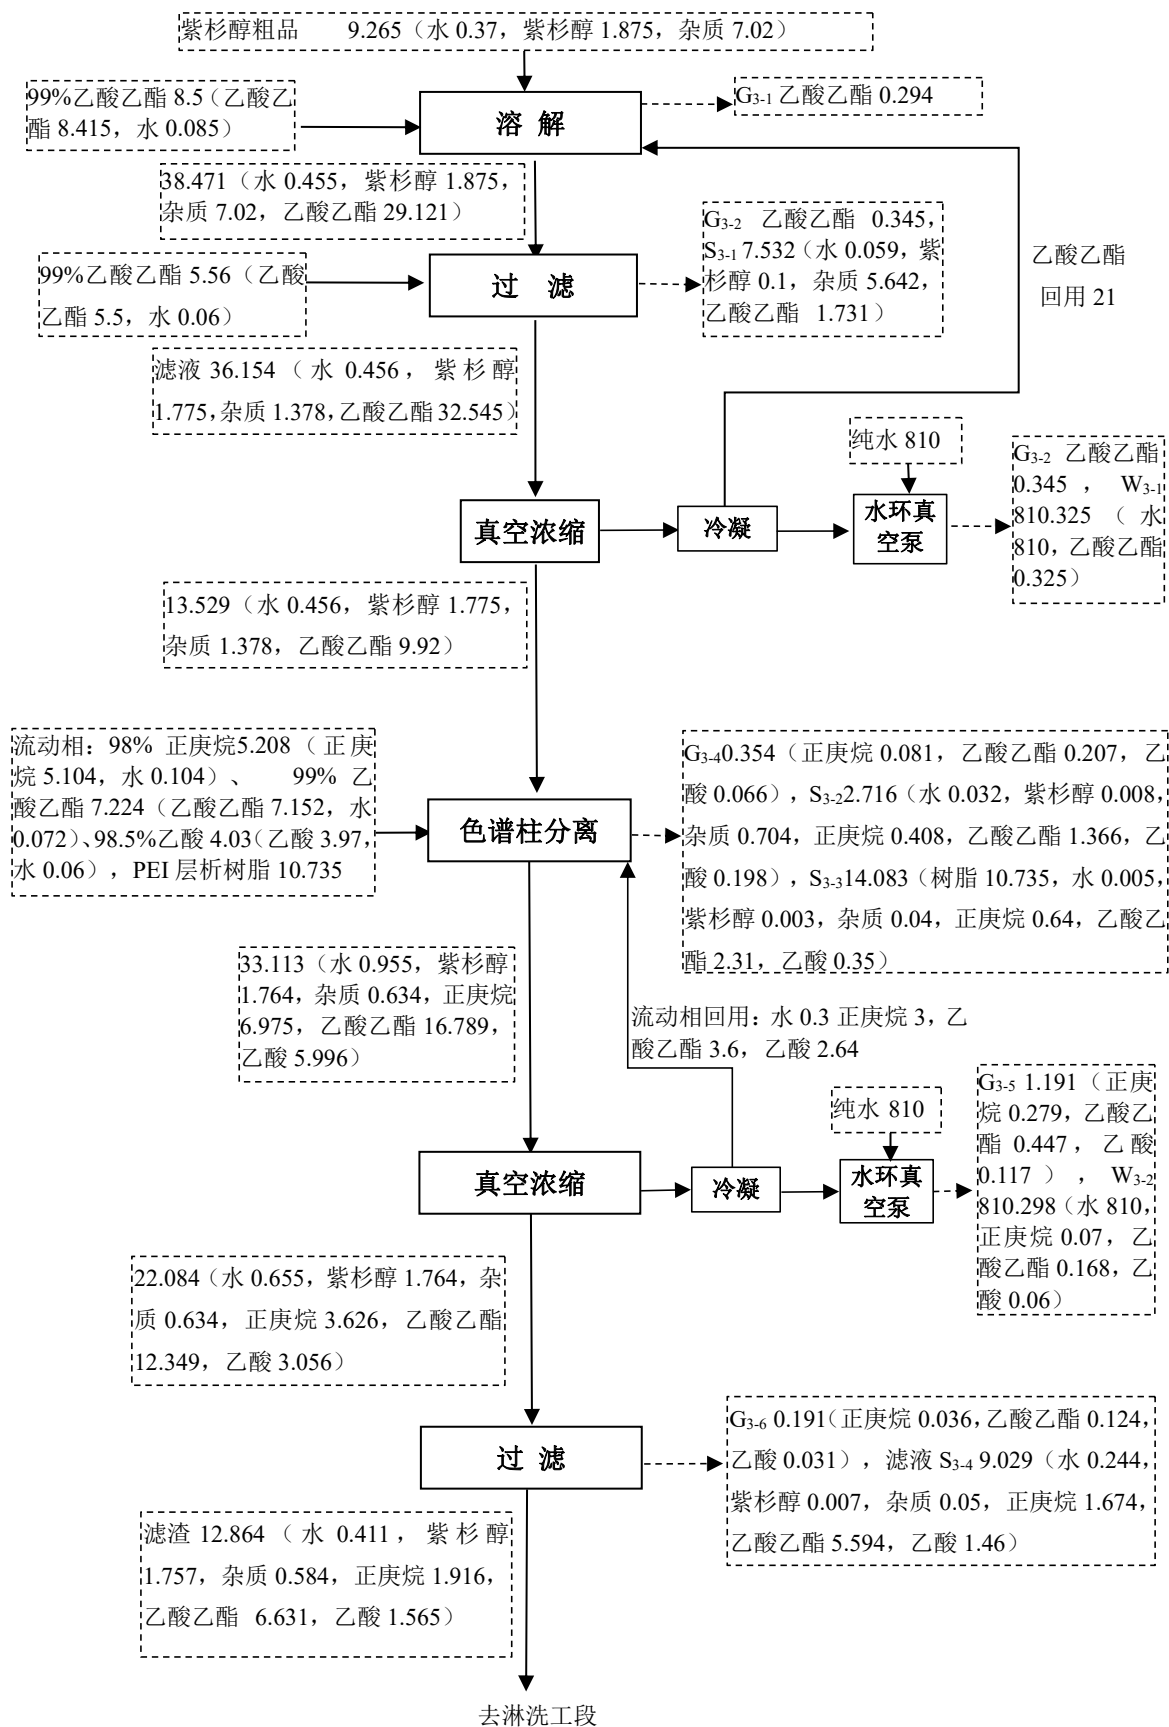 紫杉醇粗品 9.265（水 0.37，紫杉醇 1.875，杂质 7.02）
99%乙酸乙酯 8.5（乙酸乙
酯 8.415，水 0.085）
溶 解
G3-1 乙酸乙酯 0.294
38.471（水 0.455，紫杉醇 1.875，
杂质 7.02，乙酸乙酯 29.121）
99%乙酸乙酯 5.56（乙酸
乙酯 5.5，水 0.06）
过 滤
G3-2 乙酸乙酯 0.345，
S3-1 7.532（水 0.059，紫
杉醇 0.1，杂质 5.642，
乙酸乙酯 1.731）
乙酸乙酯
回用 21
滤液 36.154（水 0.456，紫杉醇
1.775，杂质 1.378，乙酸乙酯 32.545）
真空浓缩
冷凝
纯水 810
水环真
空泵
G3-2 乙酸乙酯
0.345 ， W3-1
810.325 （水
810，乙酸乙酯
0.325）
13.529（水 0.456，紫杉醇 1.775，
杂质 1.378，乙酸乙酯 9.92）
流动相：98% 正庚烷5.208（正庚
烷 5.104，水 0.104）、 99% 乙
酸乙酯 7.224（乙酸乙酯 7.152，水
0.072）、98.5%乙酸 4.03（乙酸 3.97，
水 0.06），PEI 层析树脂 10.735
色谱柱分离
G3-40.354（正庚烷 0.081，乙酸乙酯 0.207，乙
酸 0.066），S3-22.716（水 0.032，紫杉醇 0.008，
杂质 0.704，正庚烷 0.408，乙酸乙酯 1.366，乙
酸 0.198），S3-314.083（树脂 10.735，水 0.005，
紫杉醇 0.003，杂质 0.04，正庚烷 0.64，乙酸乙
酯 2.31，乙酸 0.35）
33.113（水 0.955，紫杉醇
1.764，杂质 0.634，正庚烷
6.975，乙酸乙酯 16.789，
乙酸 5.996）
流动相回用：水 0.3 正庚烷 3，乙
酸乙酯 3.6，乙酸 2.64
真空浓缩
冷凝
纯水 810
水环真
空泵
G3-5 1.191（正庚
烷 0.279，乙酸乙
酯 0.447，乙酸
0.117 ） ， W3-2
810.298（水 810，
正庚烷 0.07，乙
酸乙酯 0.168，乙
酸 0.06）
22.084（水 0.655，紫杉醇 1.764，杂
质 0.634，正庚烷 3.626，乙酸乙酯
12.349，乙酸 3.056）
过 滤
G3-6 0.191（正庚烷 0.036，乙酸乙酯 0.124，
乙酸 0.031），滤液 S3-4 9.029（水 0.244，
紫杉醇 0.007，杂质 0.05，正庚烷 1.674，
乙酸乙酯 5.594，乙酸 1.46）
滤渣 12.864（水 0.411，紫杉醇
1.757，杂质 0.584，正庚烷 1.916，
乙酸乙酯 6.631，乙酸 1.565）
去淋洗工段